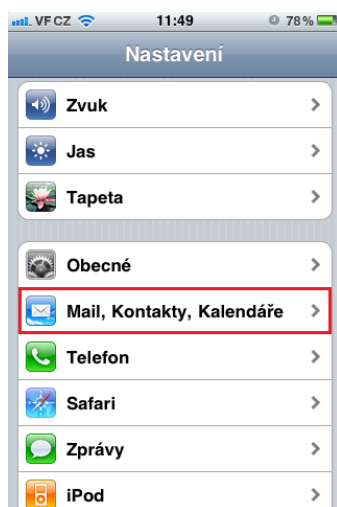 VF CZ 11:49 78%
Nastavení
Zvuk
Jas
Tapeta
Obecné
Mail, Kontakty, Kalendáře
Telefon
Safari
Zprávy
iPod